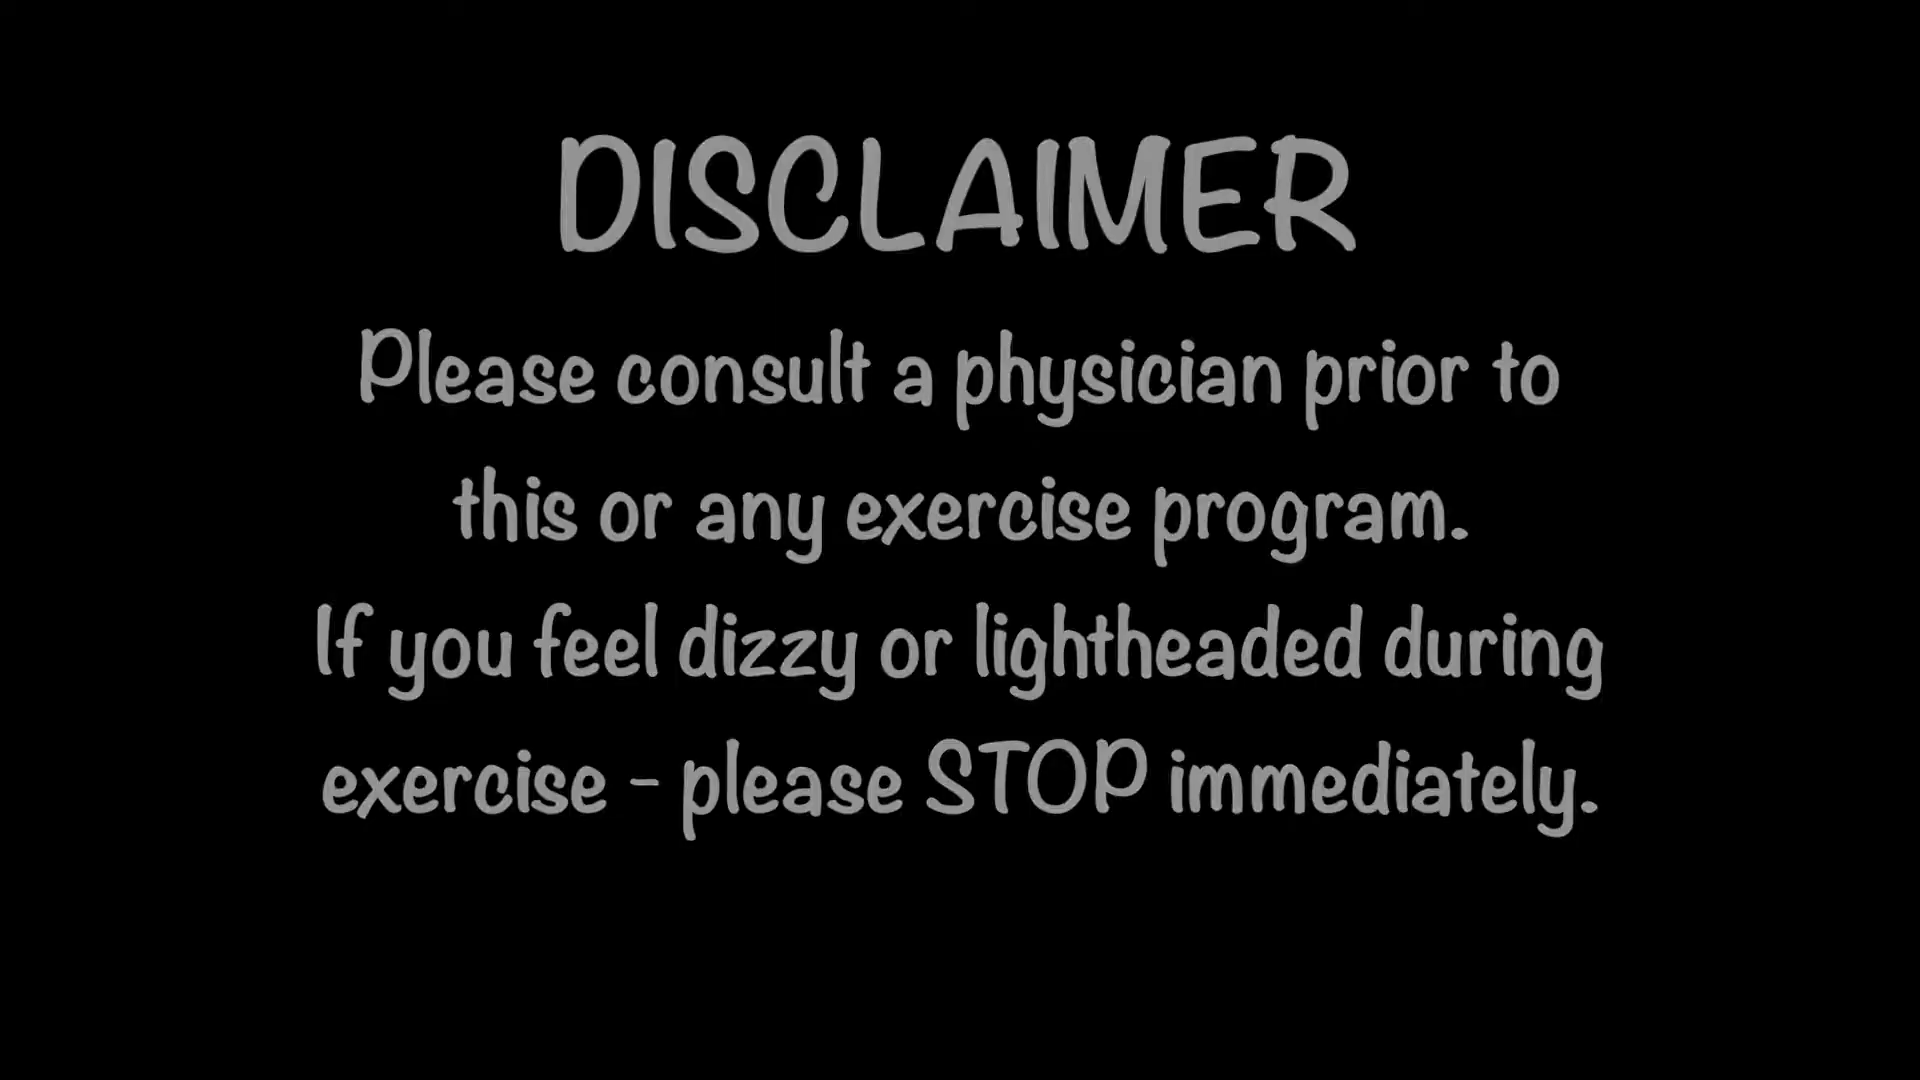 DISCLAIMER
Please consult a physician prior to
this or any exercise program.
If you feel dizzy or lightheaded during
exercise - please STOP immediately.